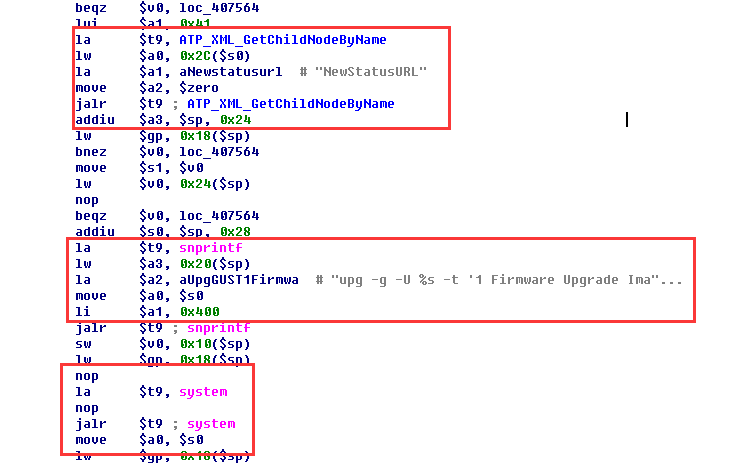 beqz $v0, loc_407564
lui $a1, 0x41
la $t9, ATP_XML_GetChildNodeByName
lw $a0, 0x2C($s0)
la $a1, aNewstatusurl # "NewStatusURL"
move $a2, $zero
jalr $t9 ; ATP_XML_GetChildNodeByName
addiu $a3, $sp, 0x24
lw $gp, 0x18($sp)
bnez $v0, loc_407564
move $s1, $v0
lw $v0, 0x24($sp)
nop
beqz $v0, loc_407564
addiu $s0, $sp, 0x28
la $t9, snprintf
lw $a3, 0x20($sp)
la $a2, aUpgGUST1Firmwa # "upg -g -U %s -t '1 Firmware Upgrade Ima"...
move $a0, $s0
li $a1, 0x400
jalr $t9 ; snprintf
sw $v0, 0x10($sp)
lw $gp, 0x18($sp)
nop
la $t9, system
nop
jalr $t9 ; system
move $a0, $s0
lw $gp, 0x18($sp)